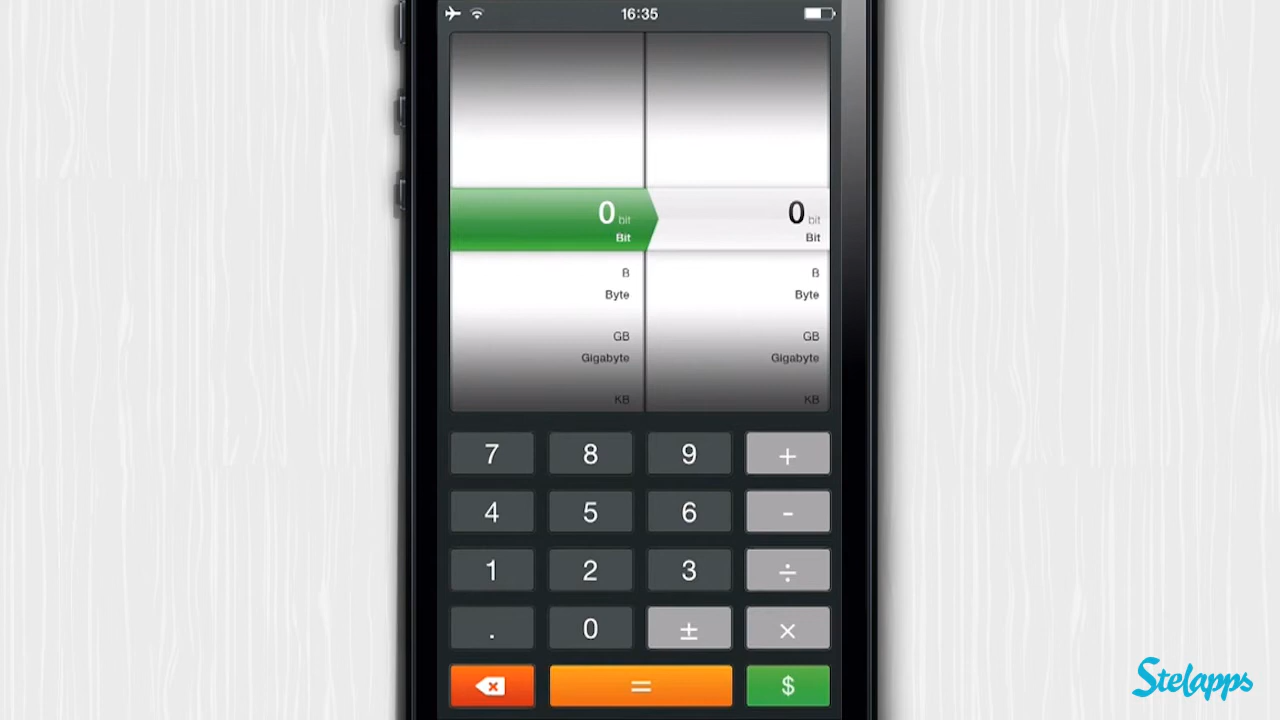 16:35
0 bit 0 bit
Bit Bit
B B
Byte Byte
GB GB
Gigabyte Gigabyte
KB KB
7 8 9 +
4 5 6 -
1 2 3 ÷
. 0 ± ×
= $
Stelapps